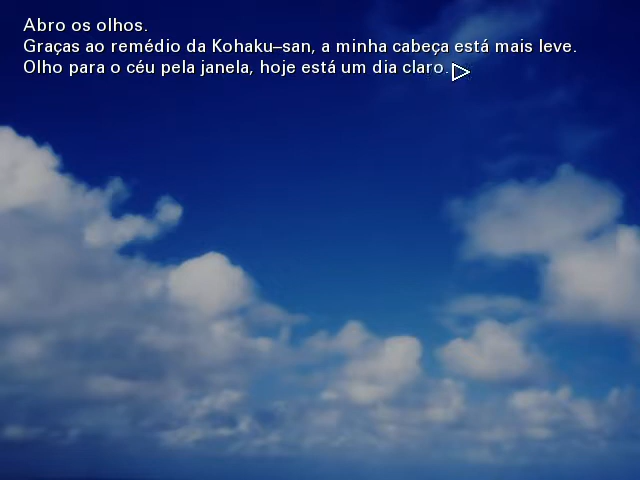 Abro os olhos.
Graças ao remédio da Kohaku–san, a minha cabeça está mais leve.
Olho para o céu pela janela, hoje está um dia claro.